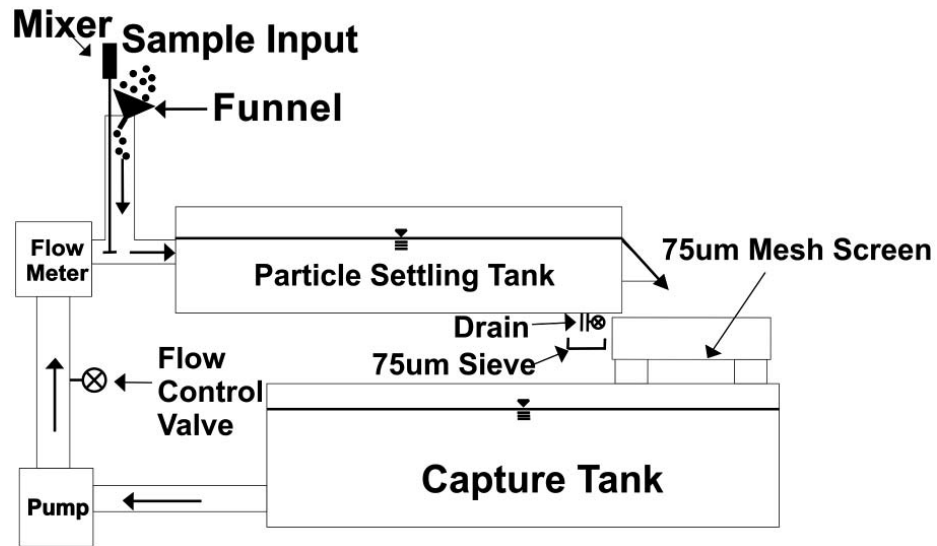 Mixer
Sample Input
Funnel
Flow
Meter
Particle Settling Tank
75um Mesh Screen
Drain
75um Sieve
Flow
Control
Valve
Capture Tank
Pump